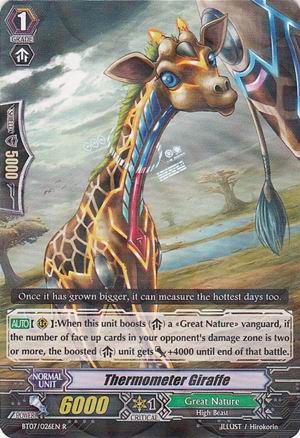 1
GRADE
5000
Once it has grown bigger, it can measure the hottest days too.
AUTO [ ]:When this unit boosts ( ) a «Great Nature» vanguard, if
the number of face up cards in your opponent's damage zone is two
or more, the boosted ( ) unit gets +4000 until end of that battle.
NORMAL
UNIT
Thermometer Giraffe
POWER
6000
1
CRITICAL
Great Nature
High Beast
BT07/026EN R
ILLUST / Hirokorin